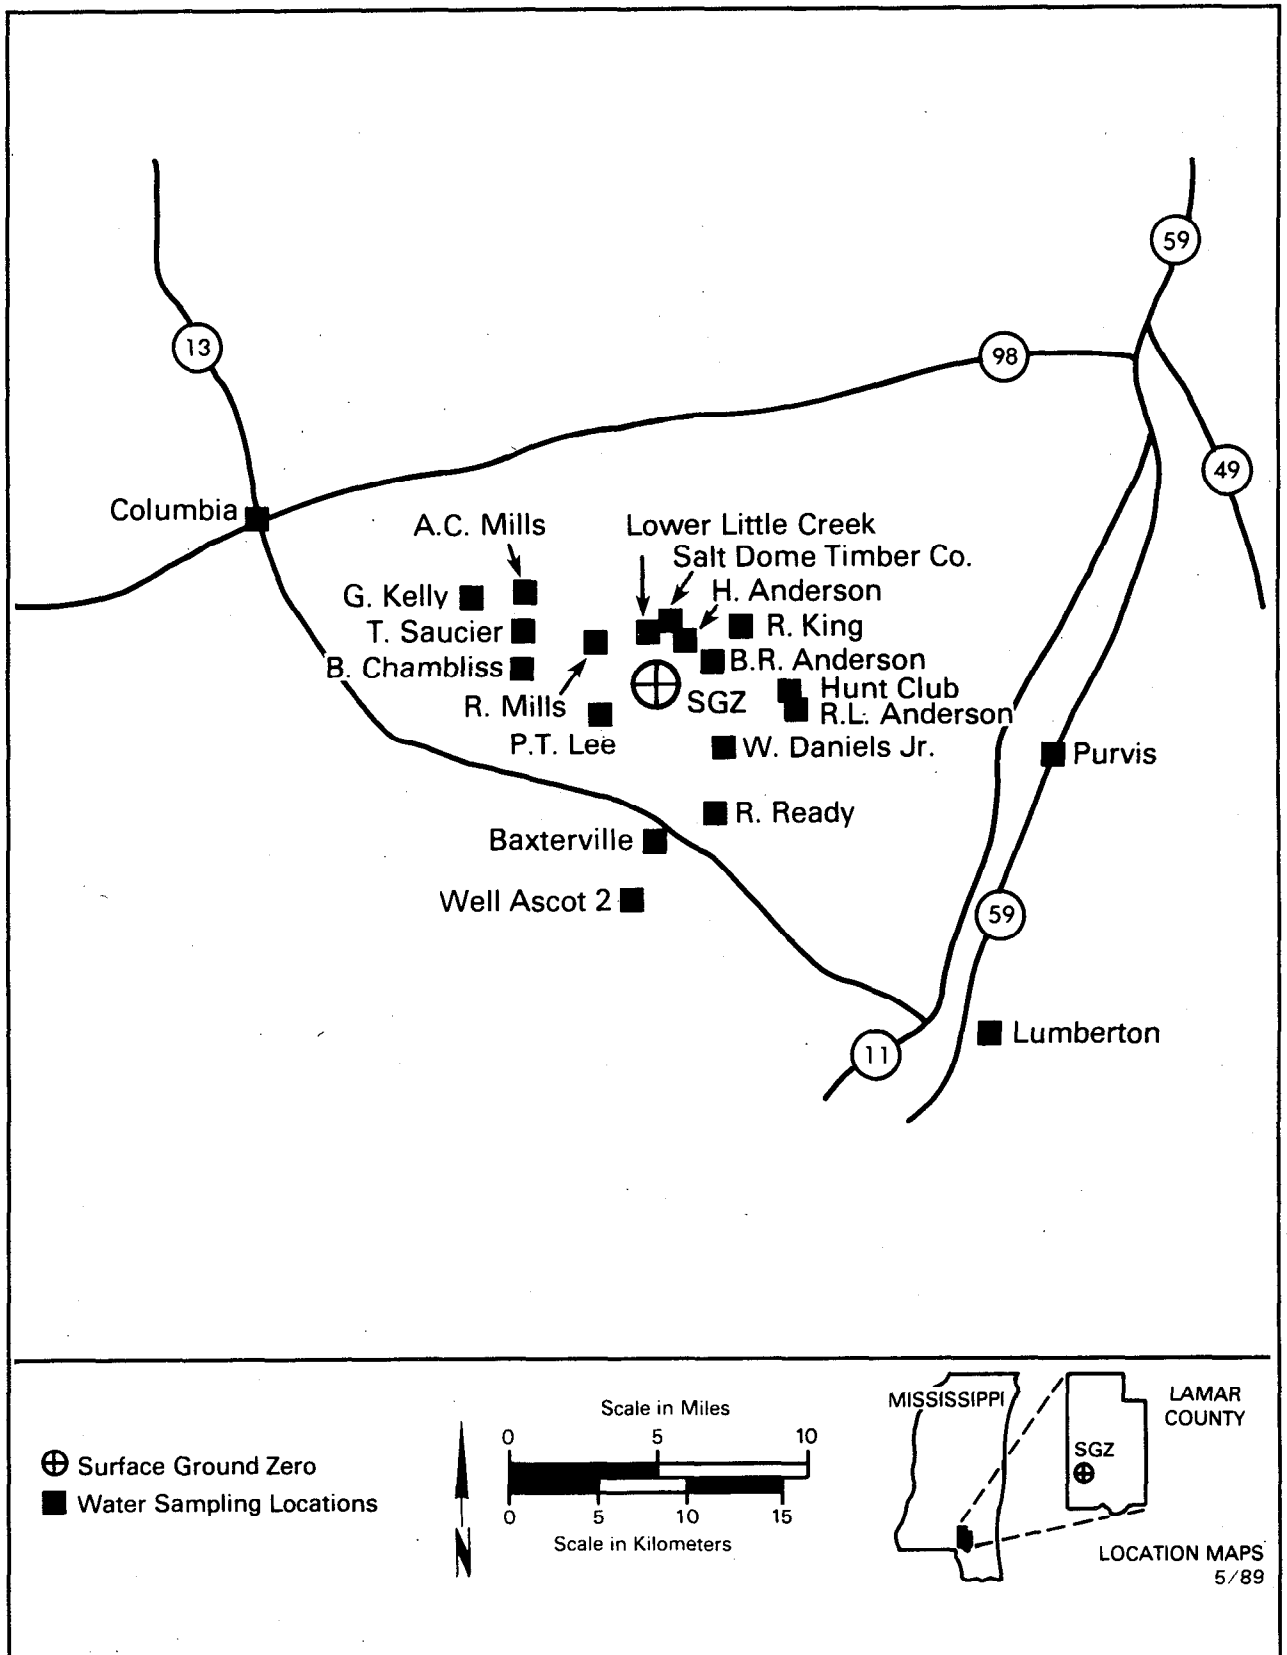 59
13
98
49
Columbia
A.C. Mills
Lower Little Creek
Salt Dome Timber Co.
G. Kelly
H. Anderson
T. Saucier
R. King
B. Chambliss
B.R. Anderson
R. Mills
SGZ
Hunt Club
R.L. Anderson
P.T. Lee
W. Daniels Jr.
Purvis
R. Ready
Baxterville
Well Ascot 2
59
11
Lumberton
Surface Ground Zero
Water Sampling Locations
N
Scale in Miles
0 5 10
0 5 10 15
Scale in Kilometers
MISSISSIPPI
LAMAR
COUNTY
SGZ
LOCATION MAPS
5/89